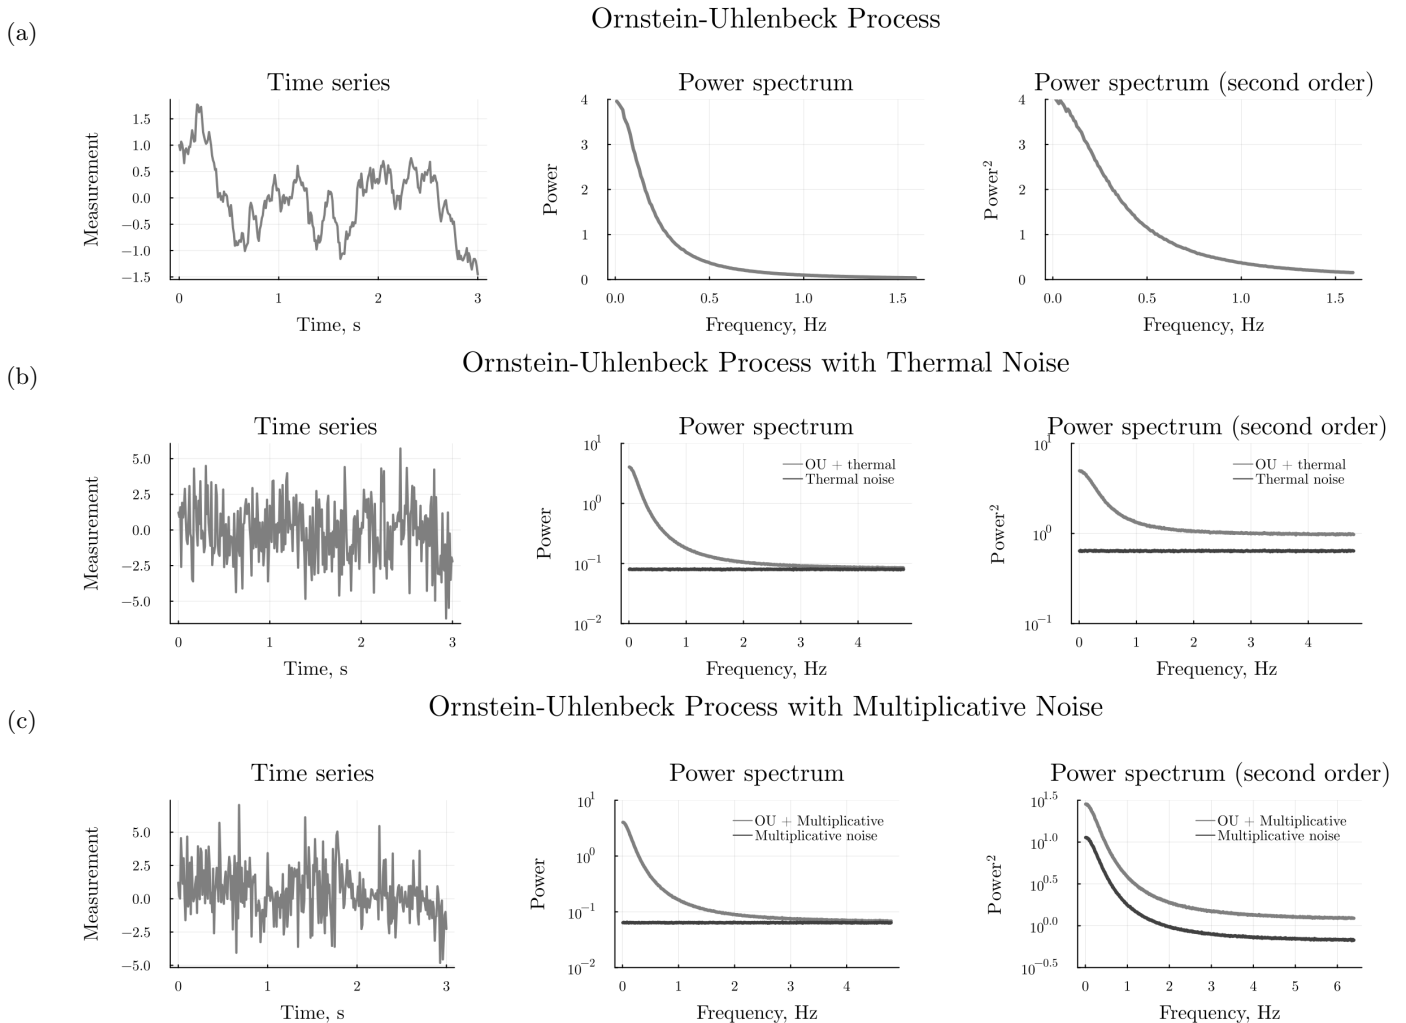 (a)
Ornstein-Uhlenbeck Process
Time series
Measurement
1.5
1.0
0.5
0.0
−0.5
−1.0
−1.5
0 1 2 3
Time, s
Power spectrum
Power
4
3
2
1
0
0.0 0.5 1.0 1.5
Frequency, Hz
Power spectrum (second order)
Power²
4
3
2
1
0
0.0 0.5 1.0 1.5
Frequency, Hz
(b)
Ornstein-Uhlenbeck Process with Thermal Noise
Time series
Measurement
5.0
2.5
0.0
−2.5
−5.0
0 1 2 3
Time, s
Power spectrum
Power
10¹
10⁰
10⁻¹
10⁻²
OU + thermal
Thermal noise
0 1 2 3 4
Frequency, Hz
Power spectrum (second order)
Power²
10¹
10⁰
10⁻¹
OU + thermal
Thermal noise
0 1 2 3 4
Frequency, Hz
(c)
Ornstein-Uhlenbeck Process with Multiplicative Noise
Time series
Measurement
5.0
2.5
0.0
−2.5
−5.0
0 1 2 3
Time, s
Power spectrum
Power
10¹
10⁰
10⁻¹
10⁻²
OU + Multiplicative
Multiplicative noise
0 1 2 3 4
Frequency, Hz
Power spectrum (second order)
Power²
10^1.5
10^1.0
10^0.5
10^0.0
10^−0.5
OU + Multiplicative
Multiplicative noise
0 1 2 3 4 5 6
Frequency, Hz